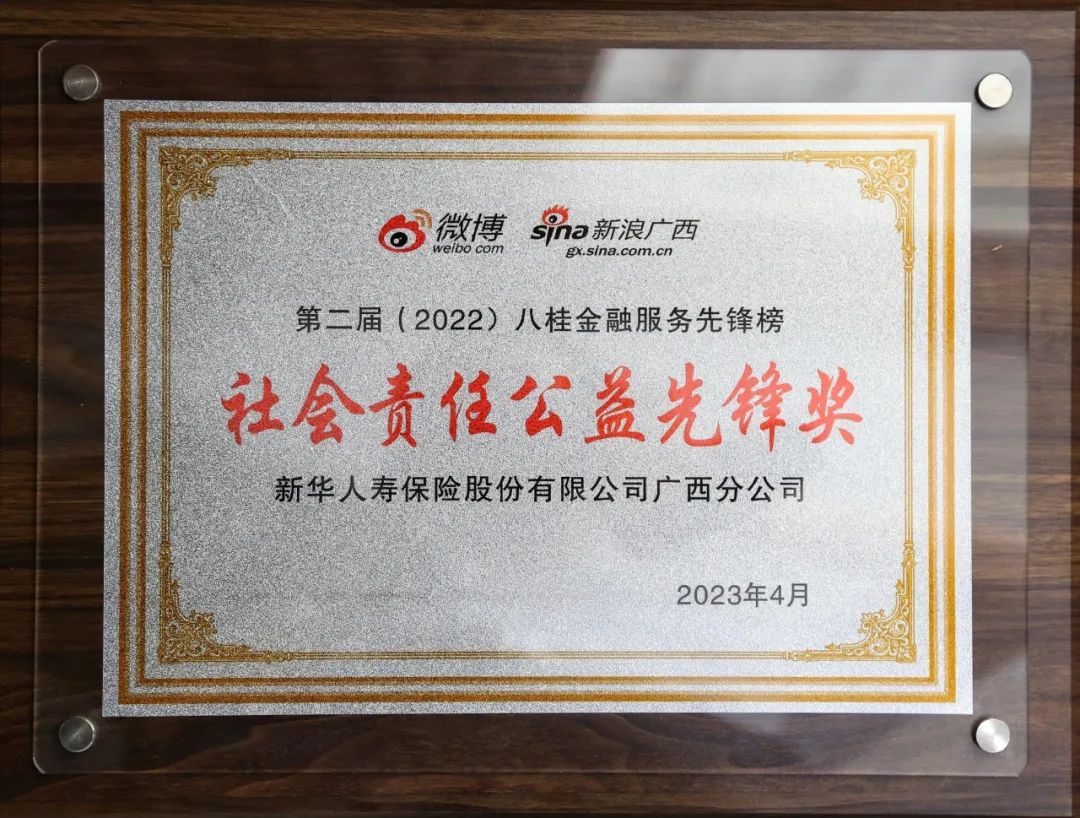 微博 sina新浪广西
weibo.com gx.sina.com.cn
第二届（2022）八桂金融服务先锋榜
社会责任公益先锋奖
新华人寿保险股份有限公司广西分公司
2023年4月